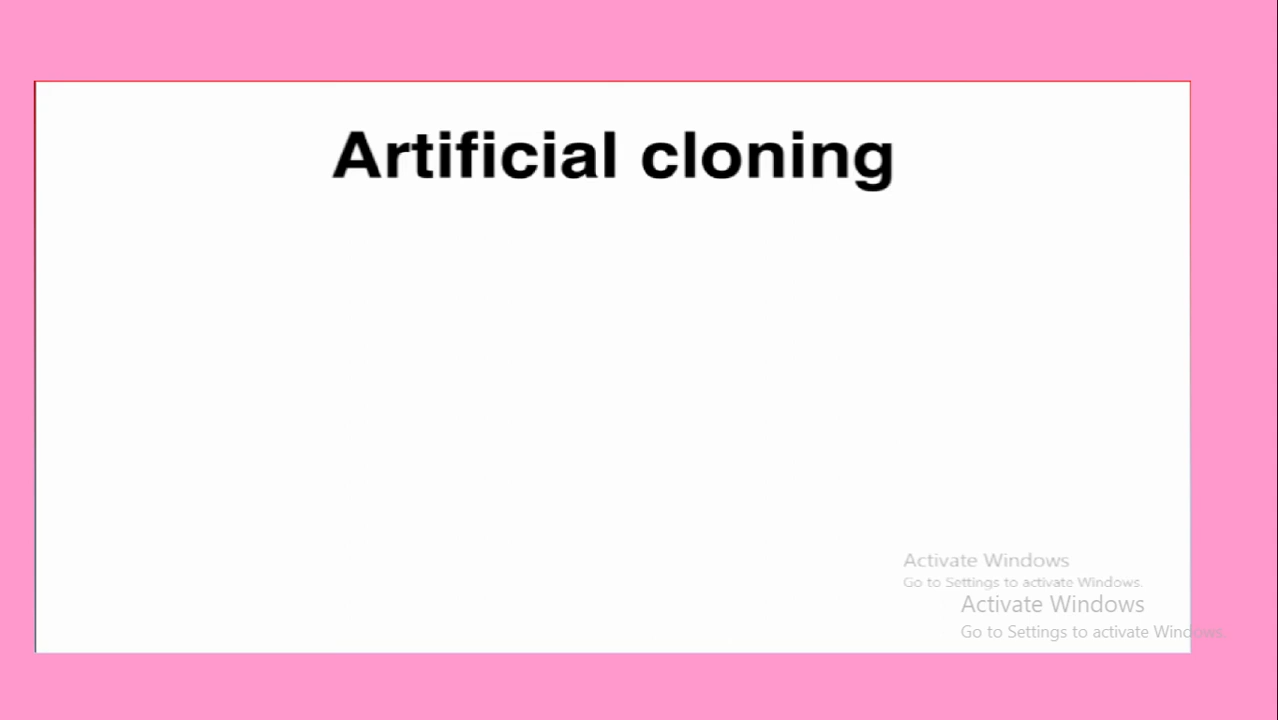 Artificial cloning
Activate Windows
Go to Settings to activate Windows.
Activate Windows
Go to Settings to activate Windows.